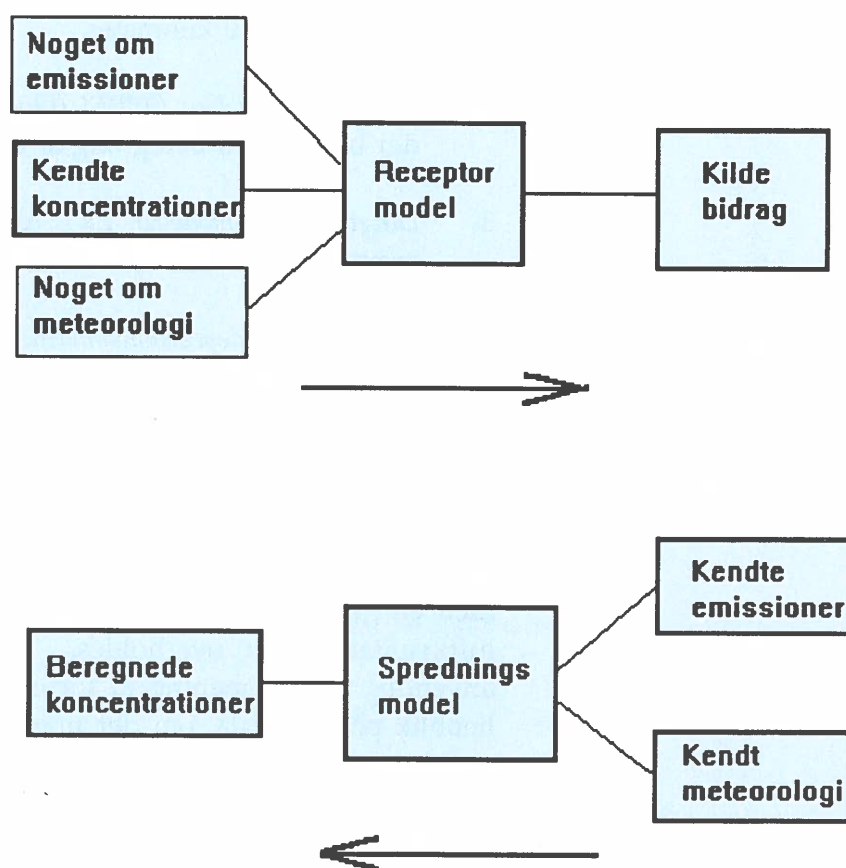 Noget om
emissioner
Kendte
koncentrationer
Noget om
meteorologi
Receptor
model
Kilde
bidrag
Beregnede
koncentrationer
Sprednings
model
Kendte
emissioner
Kendt
meteorologi